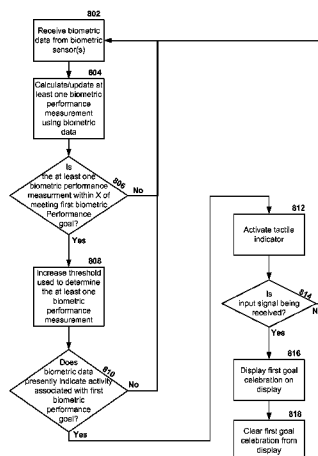 802
Receive biometric
data from biometric
sensor(s)
804
Calculate/update at
least one biometric
performance
measurement
using biometric
data
Is
the at least one
biometric performance
measurment within X of
meeting first biometric
Performance
goal?
806
No
Yes
808
Increase threshold
used to determine
the at least one
biometric
performance
measurement
Does
biometric data
presently indicate activity
associated with first
biometric
performance
goal?
810
No
Yes
812
Activate tactile
indicator
Is
input signal being
received?
814
Yes
816
Display first goal
celebration on
display
818
Clear first goal
celebration from
display